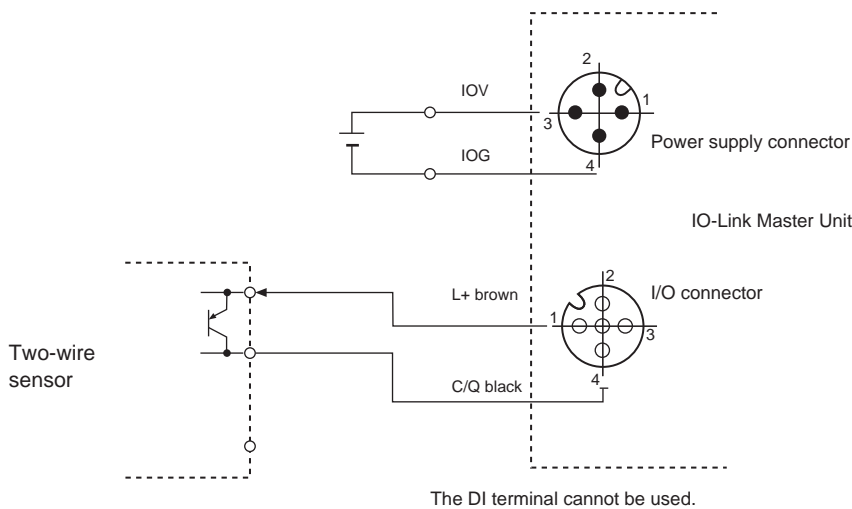 2
IOV
1
3
Power supply connector
IOG
4
IO-Link Master Unit
2
L+ brown
I/O connector
1
3
Two-wire
sensor
4
C/Q black
The DI terminal cannot be used.